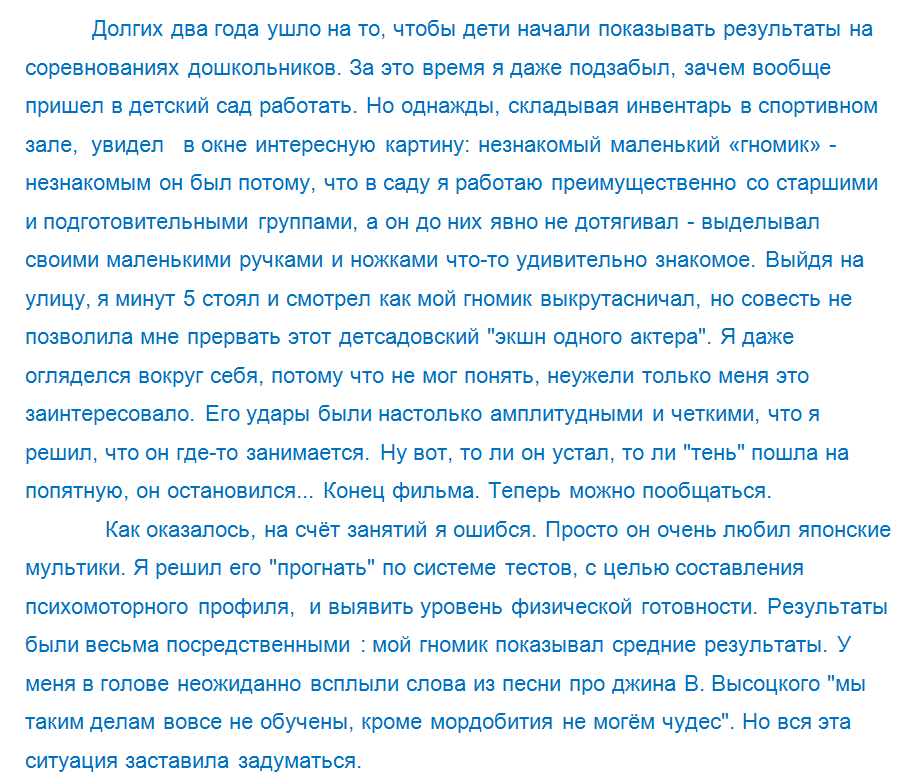 Долгих два года ушло на то, чтобы дети начали показывать результаты на
соревнованиях дошкольников. За это время я даже подзабыл, зачем вообще
пришел в детский сад работать. Но однажды, складывая инвентарь в спортивном
зале, увидел в окне интересную картину: незнакомый маленький «гномик» -
незнакомым он был потому, что в саду я работаю преимущественно со старшими
и подготовительными группами, а он до них явно не дотягивал - выделывал
своими маленькими ручками и ножками что-то удивительно знакомое. Выйдя на
улицу, я минут 5 стоял и смотрел как мой гномик выкрутасничал, но совесть не
позволила мне прервать этот детсадовский "экшн одного актера". Я даже
огляделся вокруг себя, потому что не мог понять, неужели только меня это
заинтересовало. Его удары были настолько амплитудными и четкими, что я
решил, что он где-то занимается. Ну вот, то ли он устал, то ли "тень" пошла на
попятную, он остановился... Конец фильма. Теперь можно пообщаться.
Как оказалось, на счёт занятий я ошибся. Просто он очень любил японские
мультики. Я решил его "прогнать" по системе тестов, с целью составления
психомоторного профиля, и выявить уровень физической готовности. Результаты
были весьма посредственными : мой гномик показывал средние результаты. У
меня в голове неожиданно всплыли слова из песни про джина В. Высоцкого "мы
таким делам вовсе не обучены, кроме мордобития не могём чудес". Но вся эта
ситуация заставила задуматься.